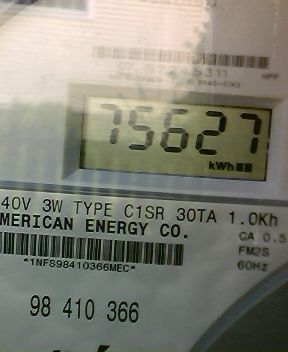 75627
kWh
40V 3W TYPE C1SR 30TA 1.0Kh
MERICAN ENERGY CO.
CA 0.5
FM2S
*1NFS98410366MEC*
60Hz
98 410 366